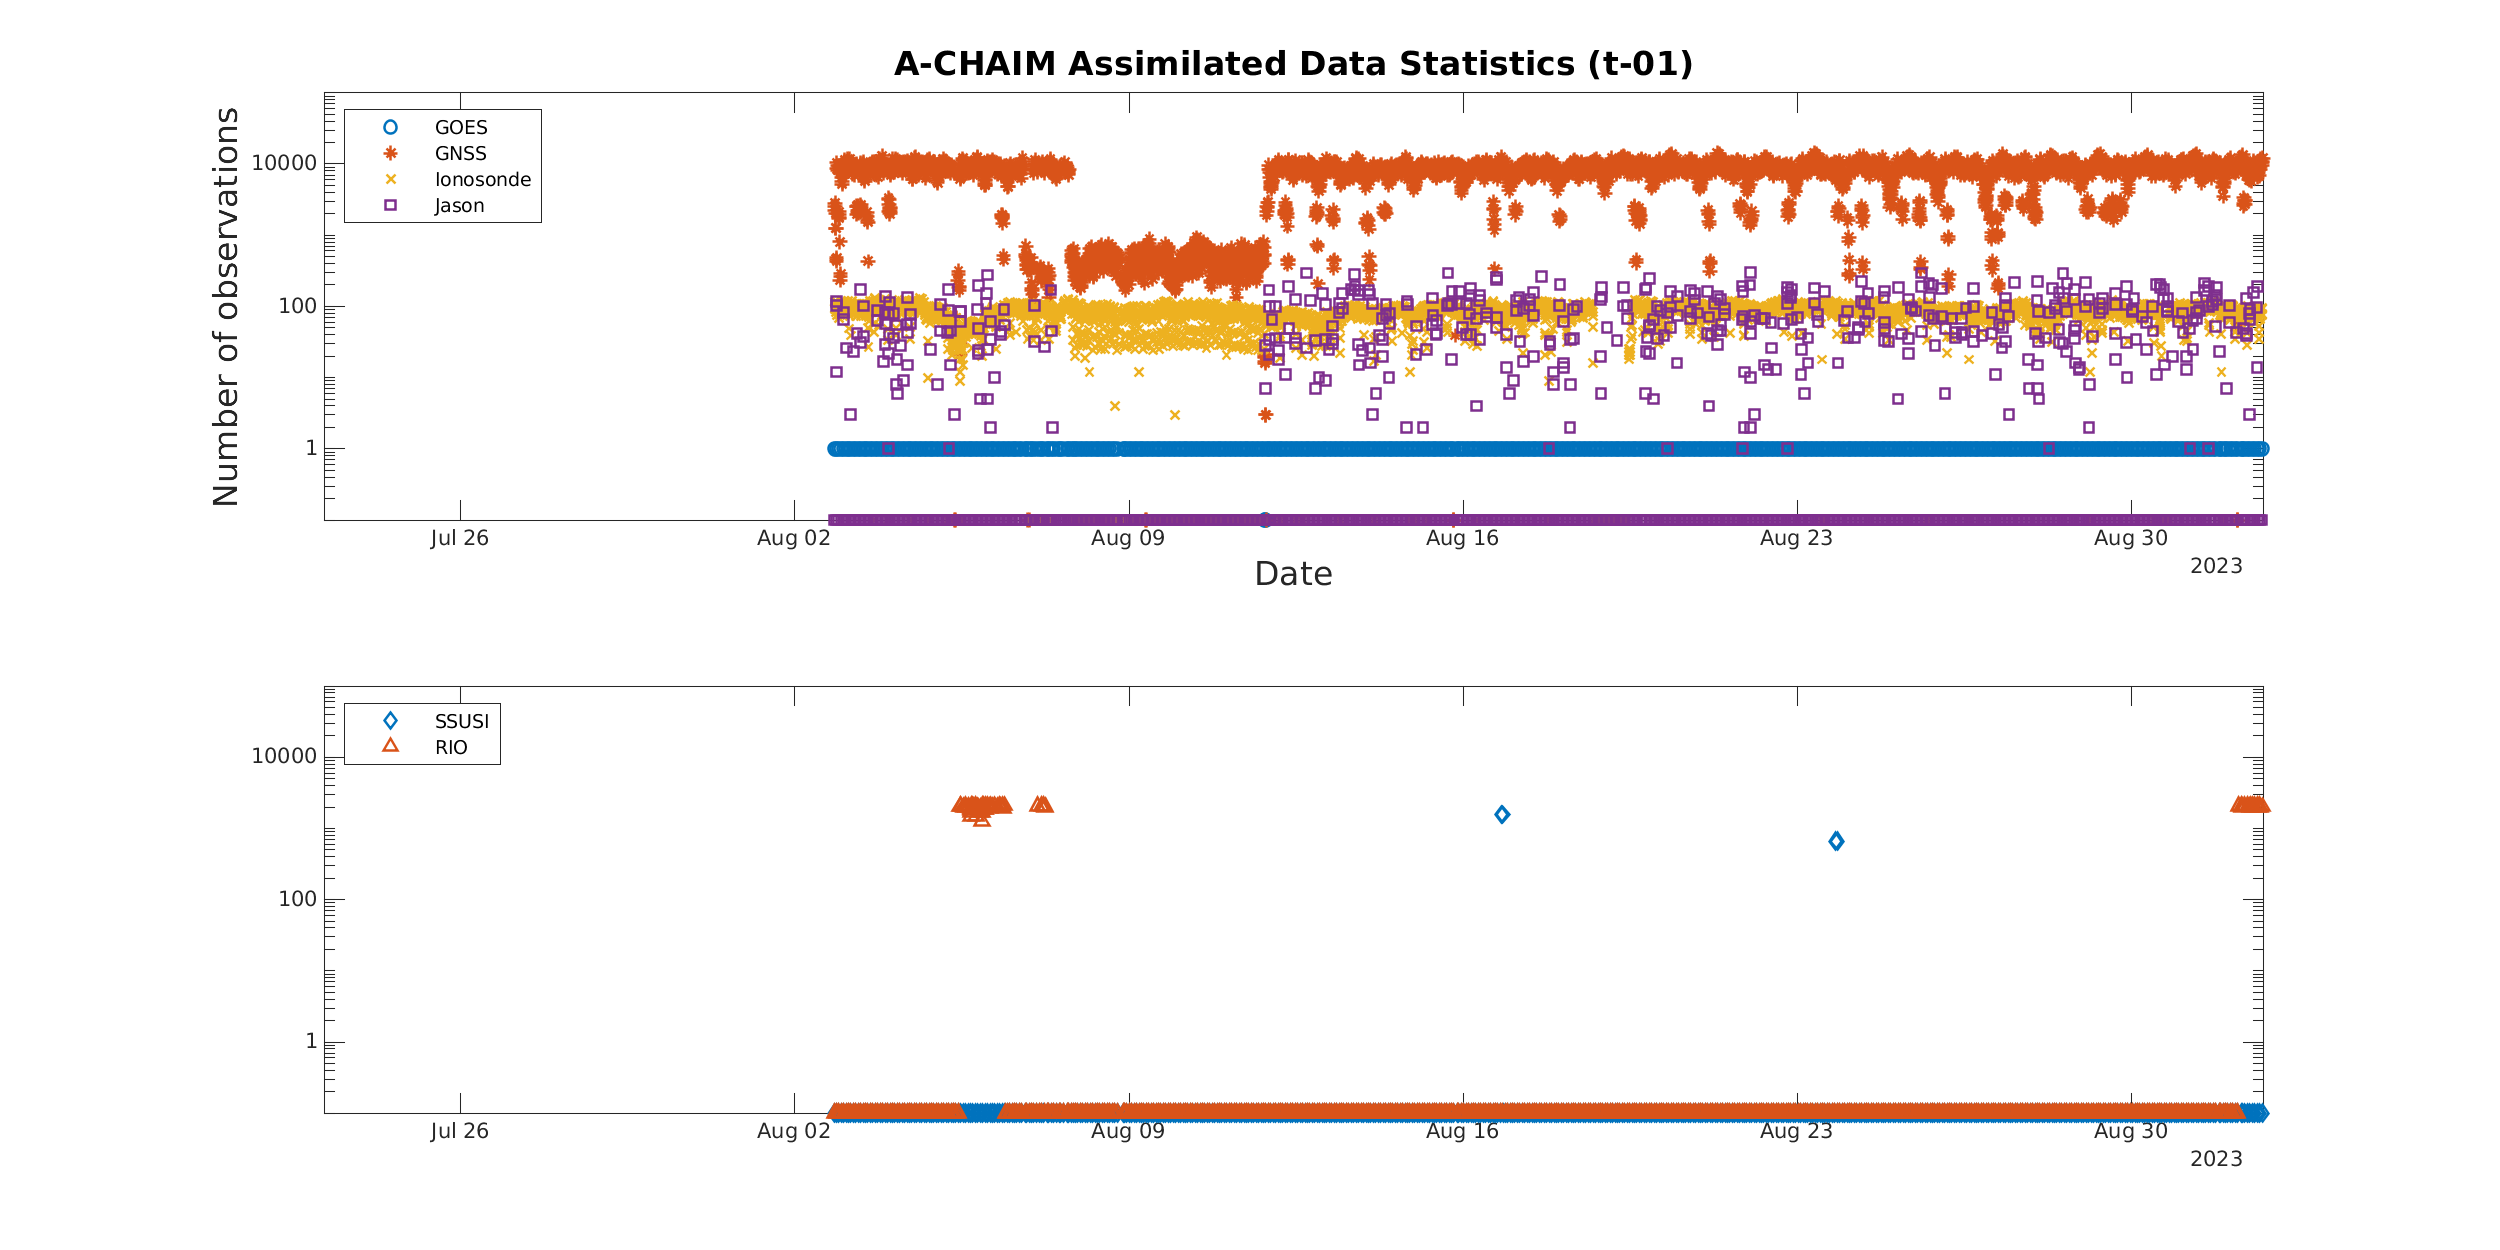 A-CHAIM Assimilated Data Statistics (t-01)
GOES
GNSS
Ionosonde
Jason
10000
100
1
Number of observations
Jul 26
Aug 02
Aug 09
Aug 16
Aug 23
Aug 30
2023
Date
SSUSI
RIO
10000
100
1
Jul 26
Aug 02
Aug 09
Aug 16
Aug 23
Aug 30
2023